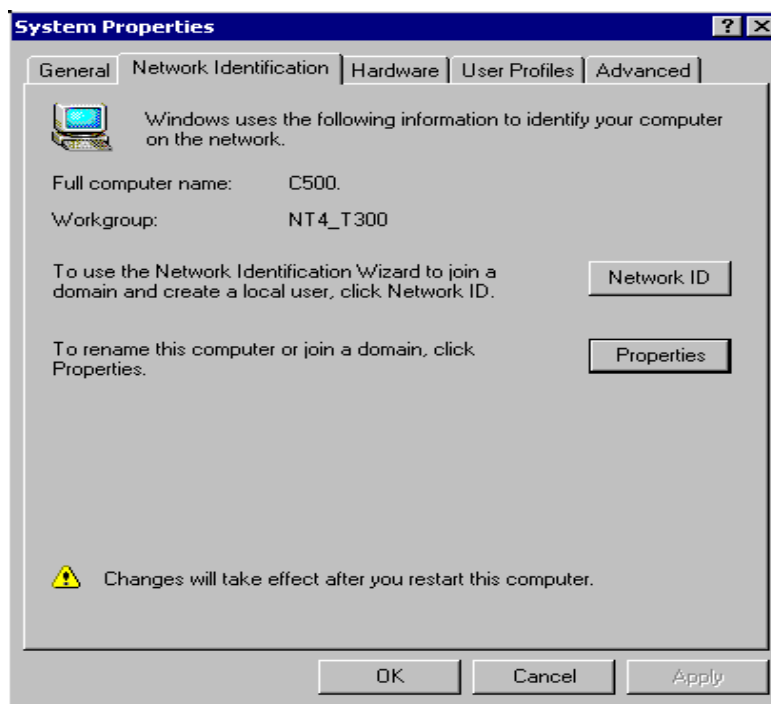 System Properties
General Network Identification Hardware User Profiles Advanced
Windows uses the following information to identify your computer
on the network.
Full computer name: C500.
Workgroup: NT4_T300
To use the Network Identification Wizard to join a
domain and create a local user, click Network ID.
Network ID
To rename this computer or join a domain, click
Properties.
Properties
Changes will take effect after you restart this computer.
OK Cancel Apply